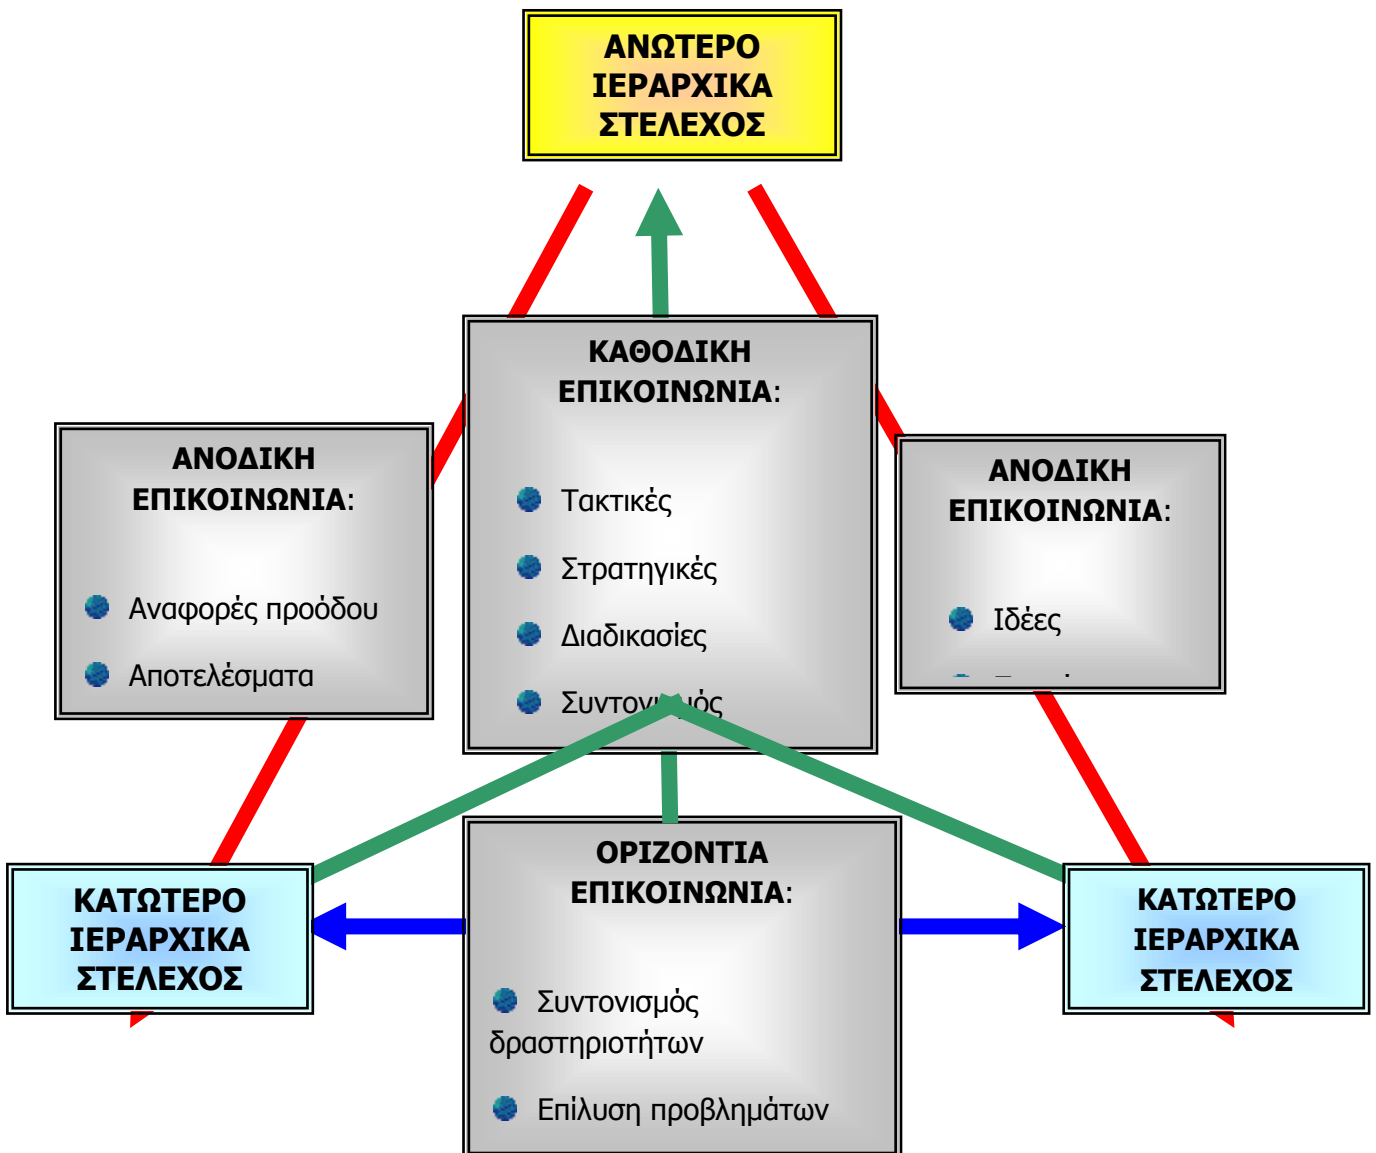 ΑΝΩΤΕΡΟ
ΙΕΡΑΡΧΙΚΑ
ΣΤΕΛΕΧΟΣ
ΚΑΘΟΔΙΚΗ
ΕΠΙΚΟΙΝΩΝΙΑ:
Τακτικές
Στρατηγικές
Διαδικασίες
Συντονισμός
ΑΝΟΔΙΚΗ
ΕΠΙΚΟΙΝΩΝΙΑ:
Αναφορές προόδου
Αποτελέσματα
ΑΝΟΔΙΚΗ
ΕΠΙΚΟΙΝΩΝΙΑ:
Ιδέες
ΚΑΤΩΤΕΡΟ
ΙΕΡΑΡΧΙΚΑ
ΣΤΕΛΕΧΟΣ
ΟΡΙΖΟΝΤΙΑ
ΕΠΙΚΟΙΝΩΝΙΑ:
Συντονισμός
δραστηριοτήτων
Επίλυση προβλημάτων
ΚΑΤΩΤΕΡΟ
ΙΕΡΑΡΧΙΚΑ
ΣΤΕΛΕΧΟΣ